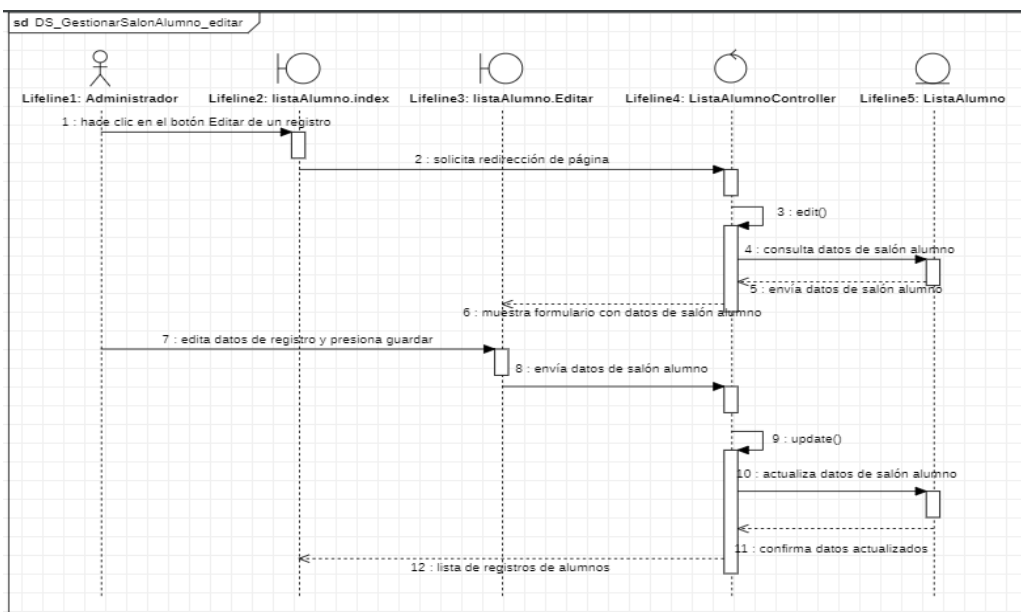 sd DS_GestionarSalonAlumno_editar
Lifeline1: Administrador
Lifeline2: listaAlumno.index
Lifeline3: listaAlumno.Editar
Lifeline4: ListaAlumnoController
Lifeline5: ListaAlumno
1 : hace clic en el botón Editar de un registro
2 : solicita redirección de página
3 : edit()
4 : consulta datos de salón alumno
5 : envía datos de salón alumno
6 : muestra formulario con datos de salón alumno
7 : edita datos de registro y presiona guardar
8 : envía datos de salón alumno
9 : update()
10 : actualiza datos de salón alumno
11 : confirma datos actualizados
12 : lista de registros de alumnos